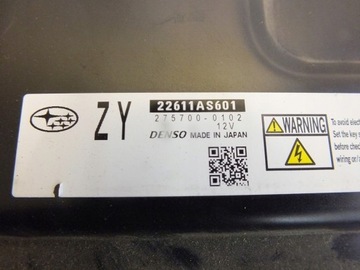 22611AS601
ZY
275700-0102
12V
DENSO MADE IN JAPAN
WARNING
To avoid elect
Set the key s
before check
wiring on/